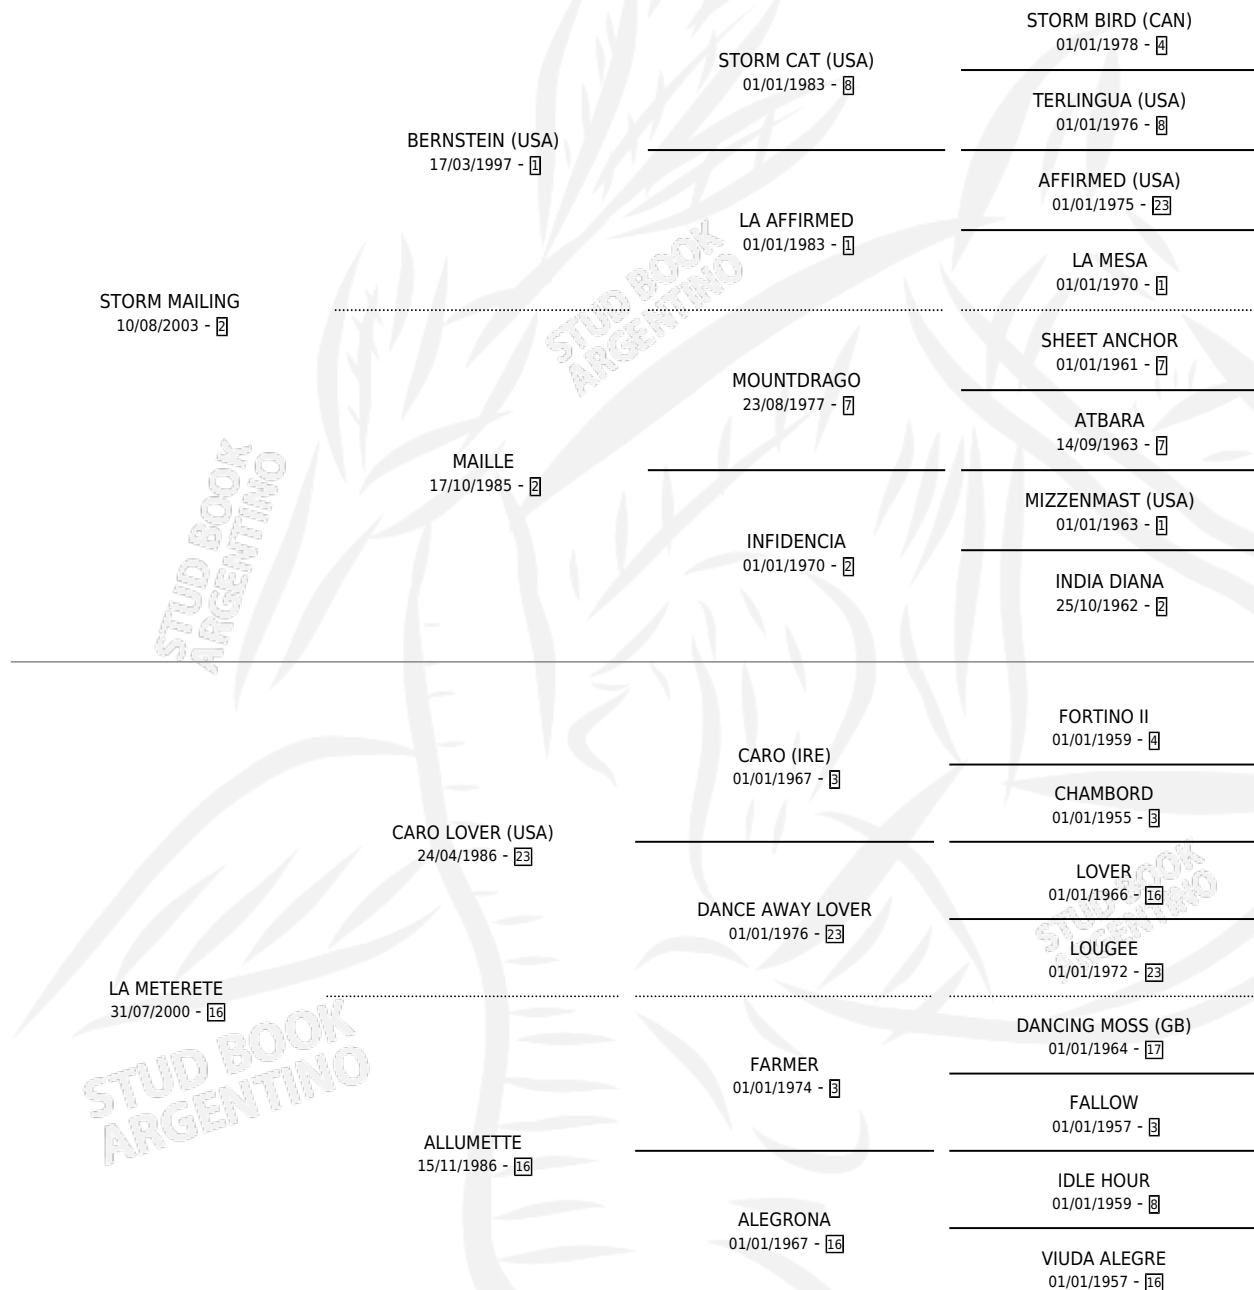 STORM BIRD (CAN)
01/01/1978 - 4
STORM CAT (USA)
01/01/1983 - 8
TERLINGUA (USA)
01/01/1976 - 8
BERNSTEIN (USA)
17/03/1997 - 1
AFFIRMED (USA)
01/01/1975 - 23
LA AFFIRMED
01/01/1983 - 1
LA MESA
01/01/1970 - 1
STORM MAILING
10/08/2003 - 2
SHEET ANCHOR
01/01/1961 - 7
MOUNTDRAGO
23/08/1977 - 7
ATBARA
14/09/1963 - 7
MAILLE
17/10/1985 - 2
MIZZENMAST (USA)
01/01/1963 - 1
INFIDENCIA
01/01/1970 - 2
INDIA DIANA
25/10/1962 - 2
FORTINO II
01/01/1959 - 4
CARO (IRE)
01/01/1967 - 3
CHAMBORD
01/01/1955 - 3
CARO LOVER (USA)
24/04/1986 - 23
LOVER
01/01/1966 - 16
DANCE AWAY LOVER
01/01/1976 - 23
LOUGEE
01/01/1972 - 23
LA METERETE
31/07/2000 - 16
DANCING MOSS (GB)
01/01/1964 - 17
FARMER
01/01/1974 - 3
FALLOW
01/01/1957 - 3
ALLUMETTE
15/11/1986 - 16
IDLE HOUR
01/01/1959 - 8
ALEGRONA
01/01/1967 - 16
VIUDA ALEGRE
01/01/1957 - 16
STUD BOOK
ARGENTINO
STUD BOOK
ARGENTINO
STUD BOOK
ARGENTINO
STUD BOOK
ARGENTINO